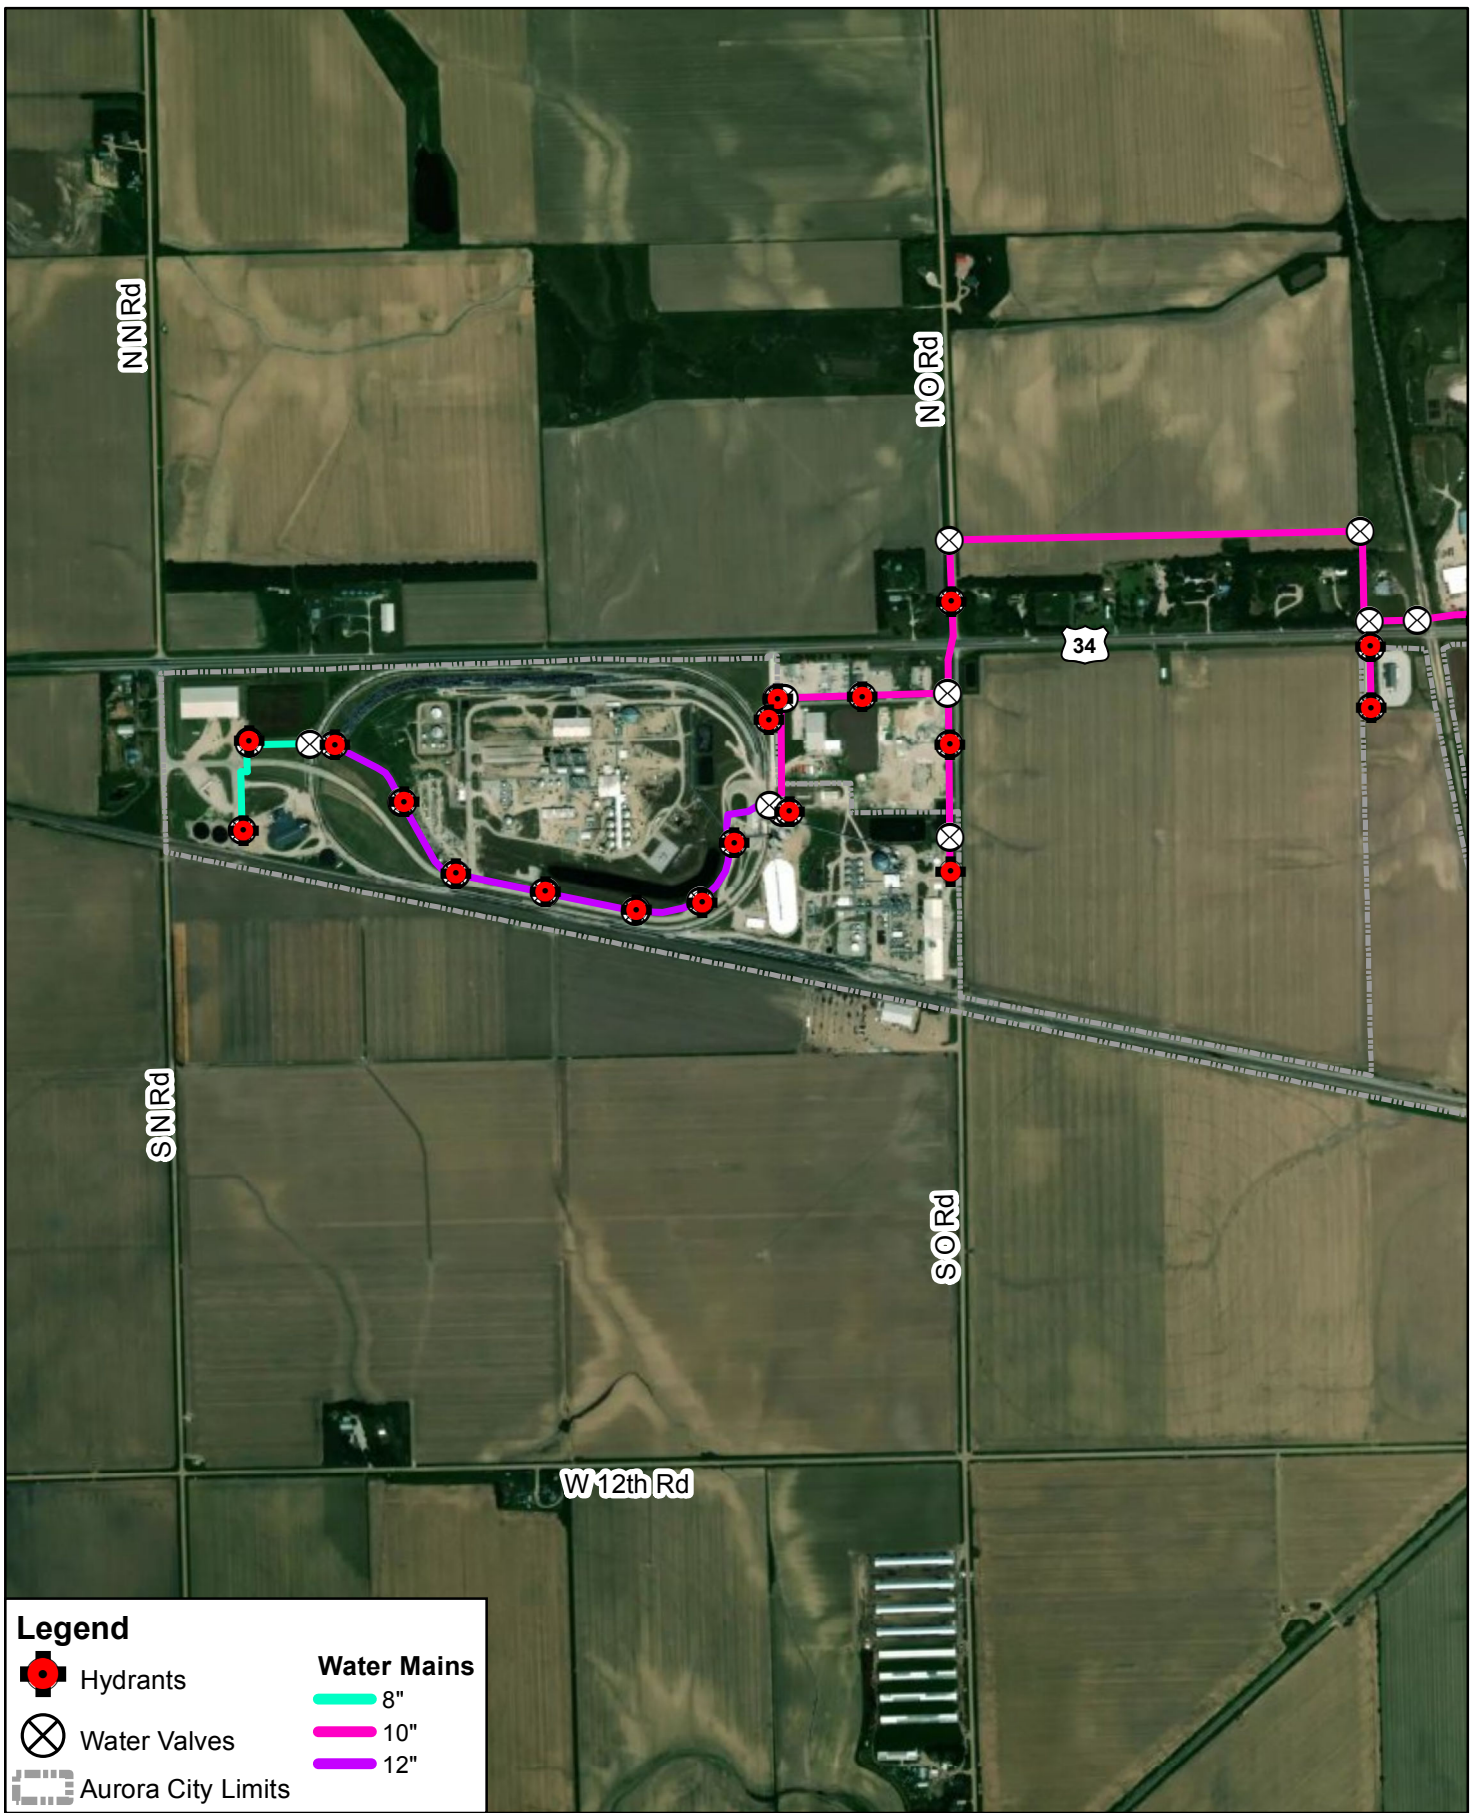 N N Rd
N O Rd
34
S N Rd
S O Rd
W 12th Rd
Legend
Hydrants
Water Valves
Aurora City Limits
Water Mains
8"
10"
12"